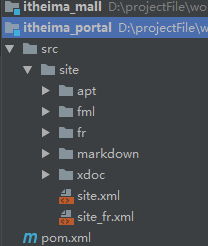 itheima_mall D:\projectFile\wo
itheima_portal D:\projectFile\
src
site
apt
fml
fr
markdown
xdoc
site.xml
site_fr.xml
pom.xml